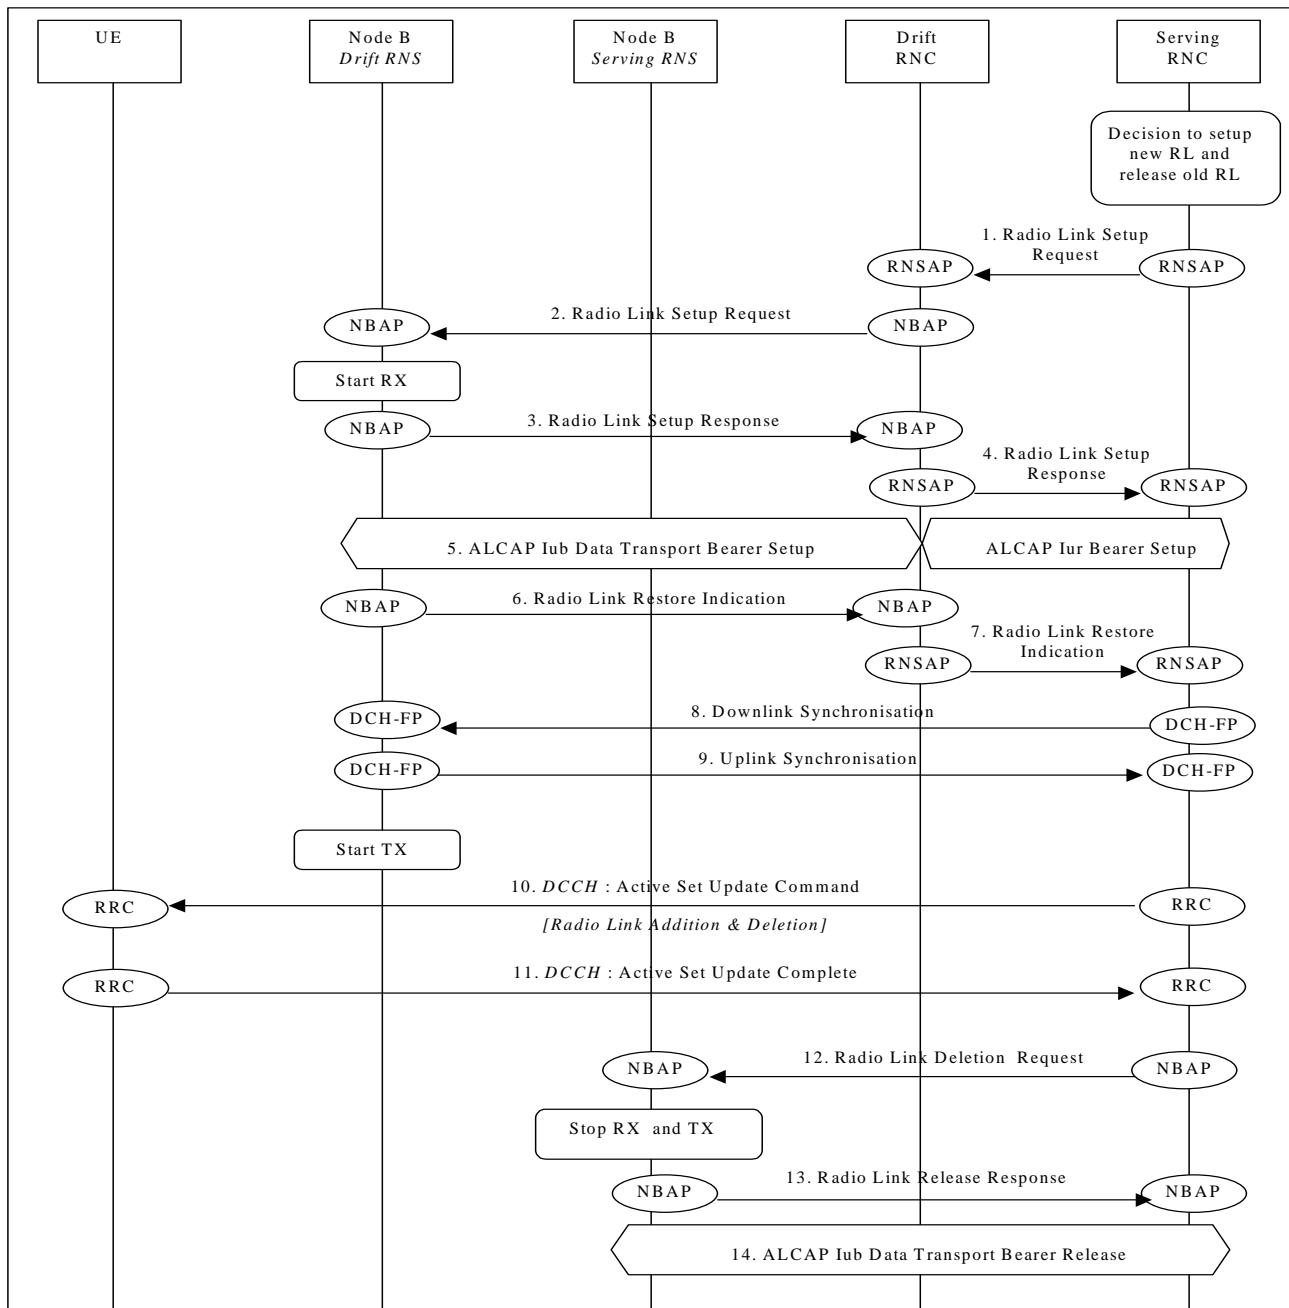 UE
Node B
Drift RNS
Node B
Serving RNS
Drift
RNC
Serving
RNC
Decision to setup
new RL and
release old RL
1. Radio Link Setup
Request
RNSAP
RNSAP
2. Radio Link Setup Request
NBAP
NBAP
Start RX
3. Radio Link Setup Response
NBAP
NBAP
4. Radio Link Setup
Response
RNSAP
RNSAP
5. ALCAP Iub Data Transport Bearer Setup
ALCAP Iur Bearer Setup
6. Radio Link Restore Indication
NBAP
NBAP
7. Radio Link Restore
Indication
RNSAP
RNSAP
8. Downlink Synchronisation
DCH-FP
DCH-FP
9. Uplink Synchronisation
DCH-FP
DCH-FP
Start TX
10. DCCH : Active Set Update Command
RRC
RRC
[Radio Link Addition & Deletion]
11. DCCH : Active Set Update Complete
RRC
RRC
12. Radio Link Deletion Request
NBAP
NBAP
Stop RX and TX
13. Radio Link Release Response
NBAP
NBAP
14. ALCAP Iub Data Transport Bearer Release